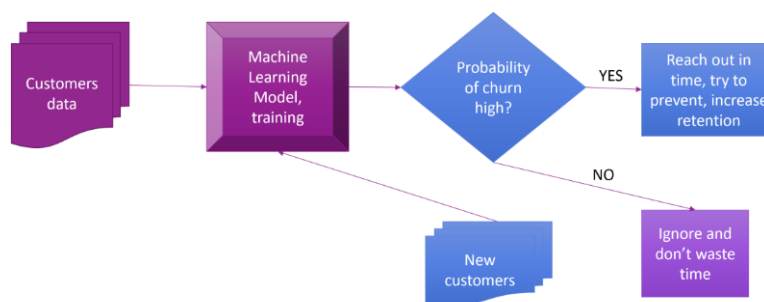 Customers
data
Machine
Learning
Model,
training
Probability
of churn
high?
YES
Reach out in
time, try to
prevent, increase
retention
NO
New
customers
Ignore and
don't waste
time